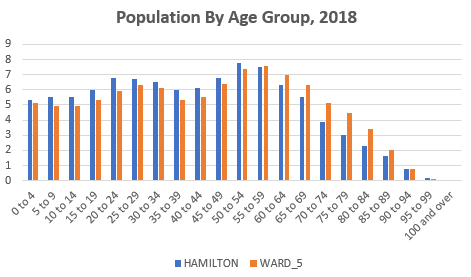 Population By Age Group, 2018
9
8
7
6
5
4
3
2
1
0
0 to 4
5 to 9
10 to 14
15 to 19
20 to 24
25 to 29
30 to 34
35 to 39
40 to 44
45 to 49
50 to 54
55 to 59
60 to 64
65 to 69
70 to 74
75 to 79
80 to 84
85 to 89
90 to 94
95 to 99
100 and over
HAMILTON WARD_5